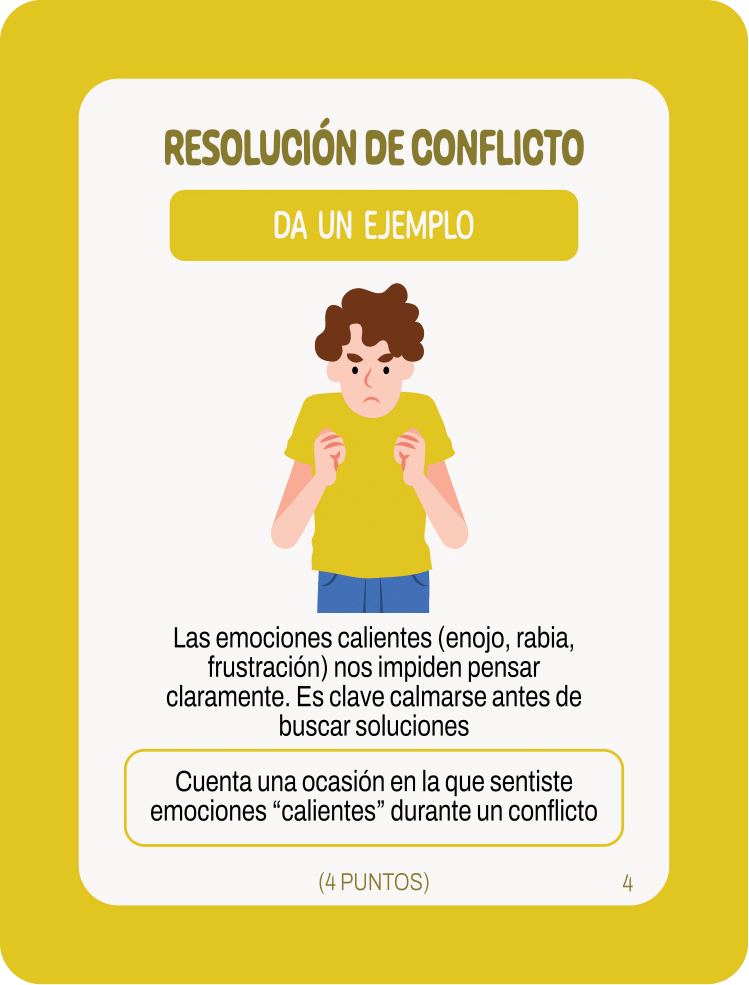 RESOLUCIÓN DE CONFLICTO
DA UN EJEMPLO
Las emociones calientes (enojo, rabia,
frustración) nos impiden pensar
claramente. Es clave calmarse antes de
buscar soluciones
Cuenta una ocasión en la que sentiste
emociones “calientes” durante un conflicto
(4 PUNTOS)
4